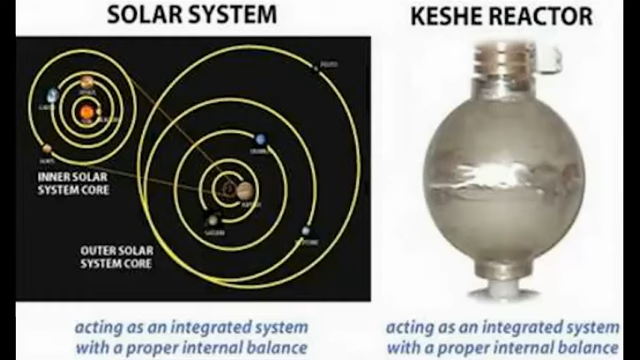 SOLAR SYSTEM
KESHE REACTOR
PLUTO
INNER SOLAR
SYSTEM CORE
OUTER SOLAR
SYSTEM CORE
acting as an integrated system
with a proper internal balance
acting as an integrated system
with a proper internal balance